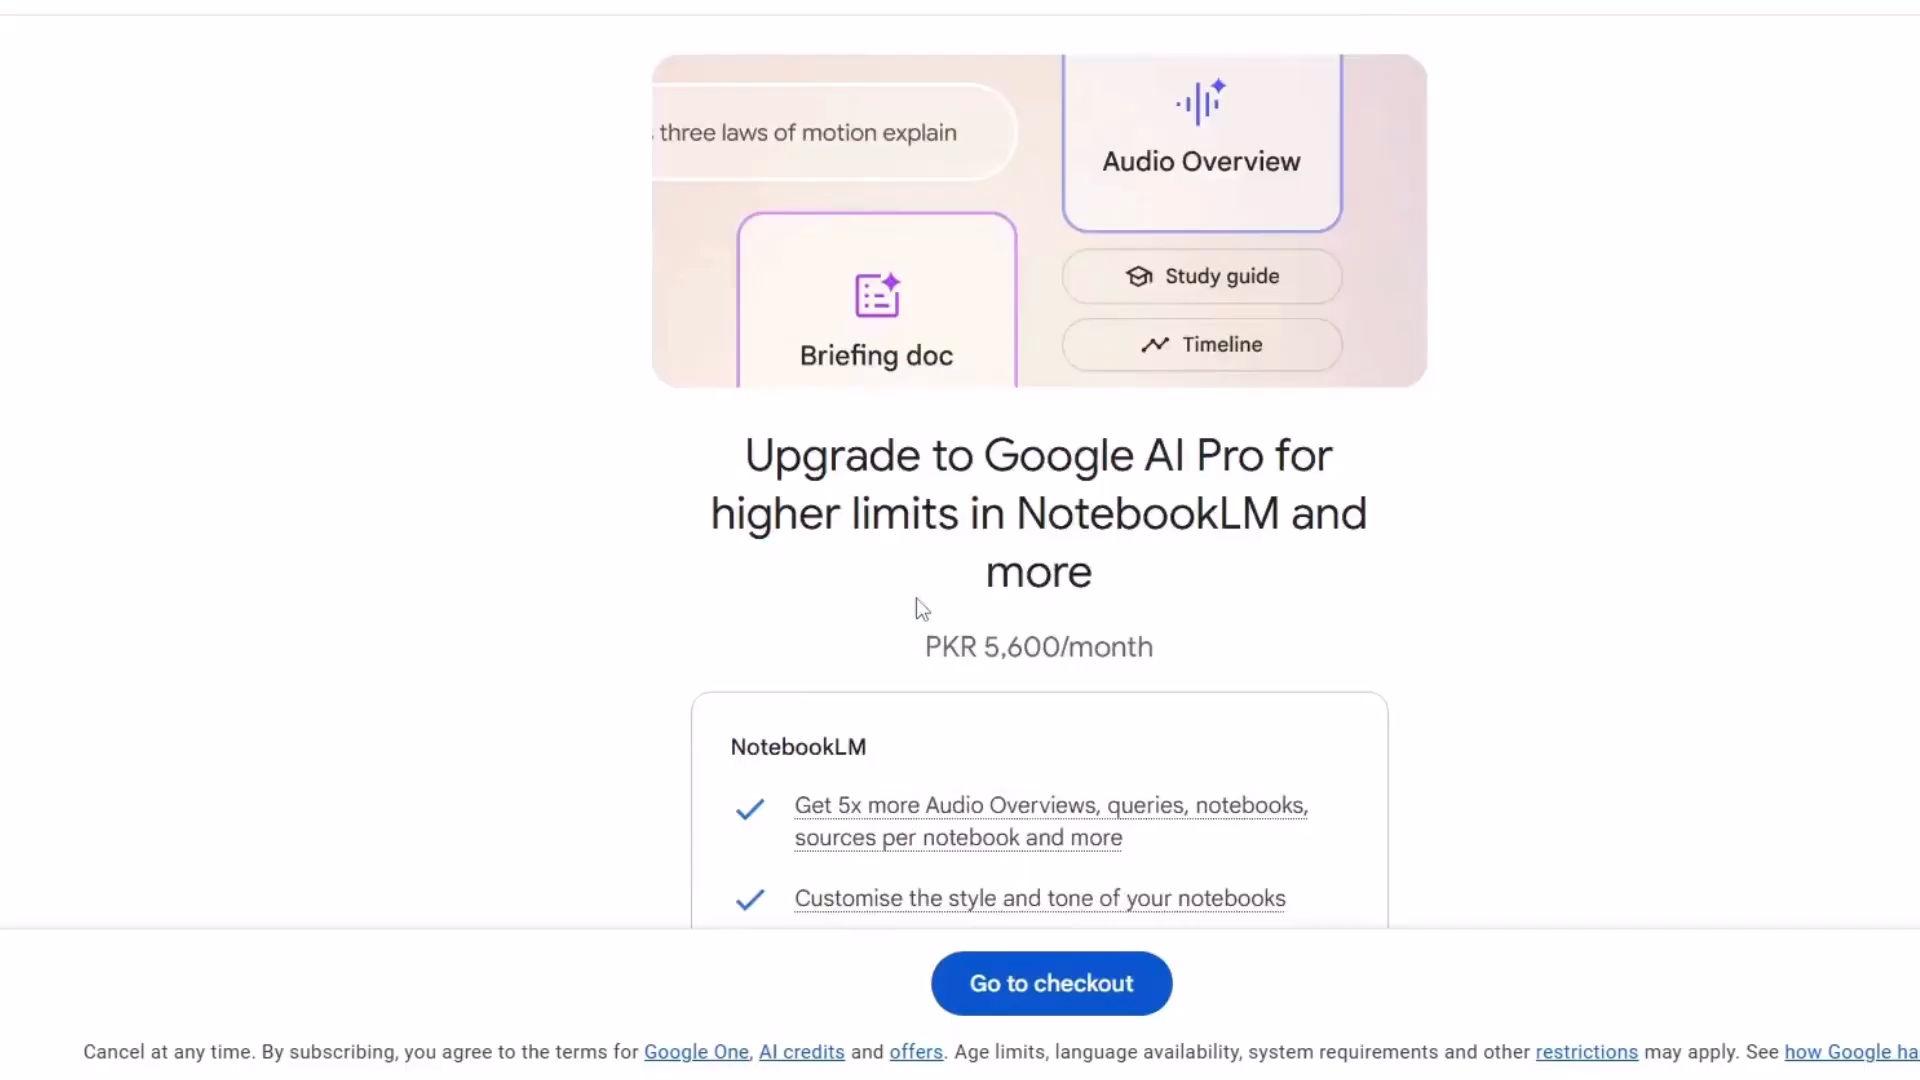 three laws of motion explain
Audio Overview
Study guide
Timeline
Briefing doc
Upgrade to Google AI Pro for
higher limits in NotebookLM and
more
PKR 5,600/month
NotebookLM
Get 5x more Audio Overviews, queries, notebooks,
sources per notebook and more
Customise the style and tone of your notebooks
Go to checkout
Cancel at any time. By subscribing, you agree to the terms for Google One, AI credits and offers. Age limits, language availability, system requirements and other restrictions may apply. See how Google ha